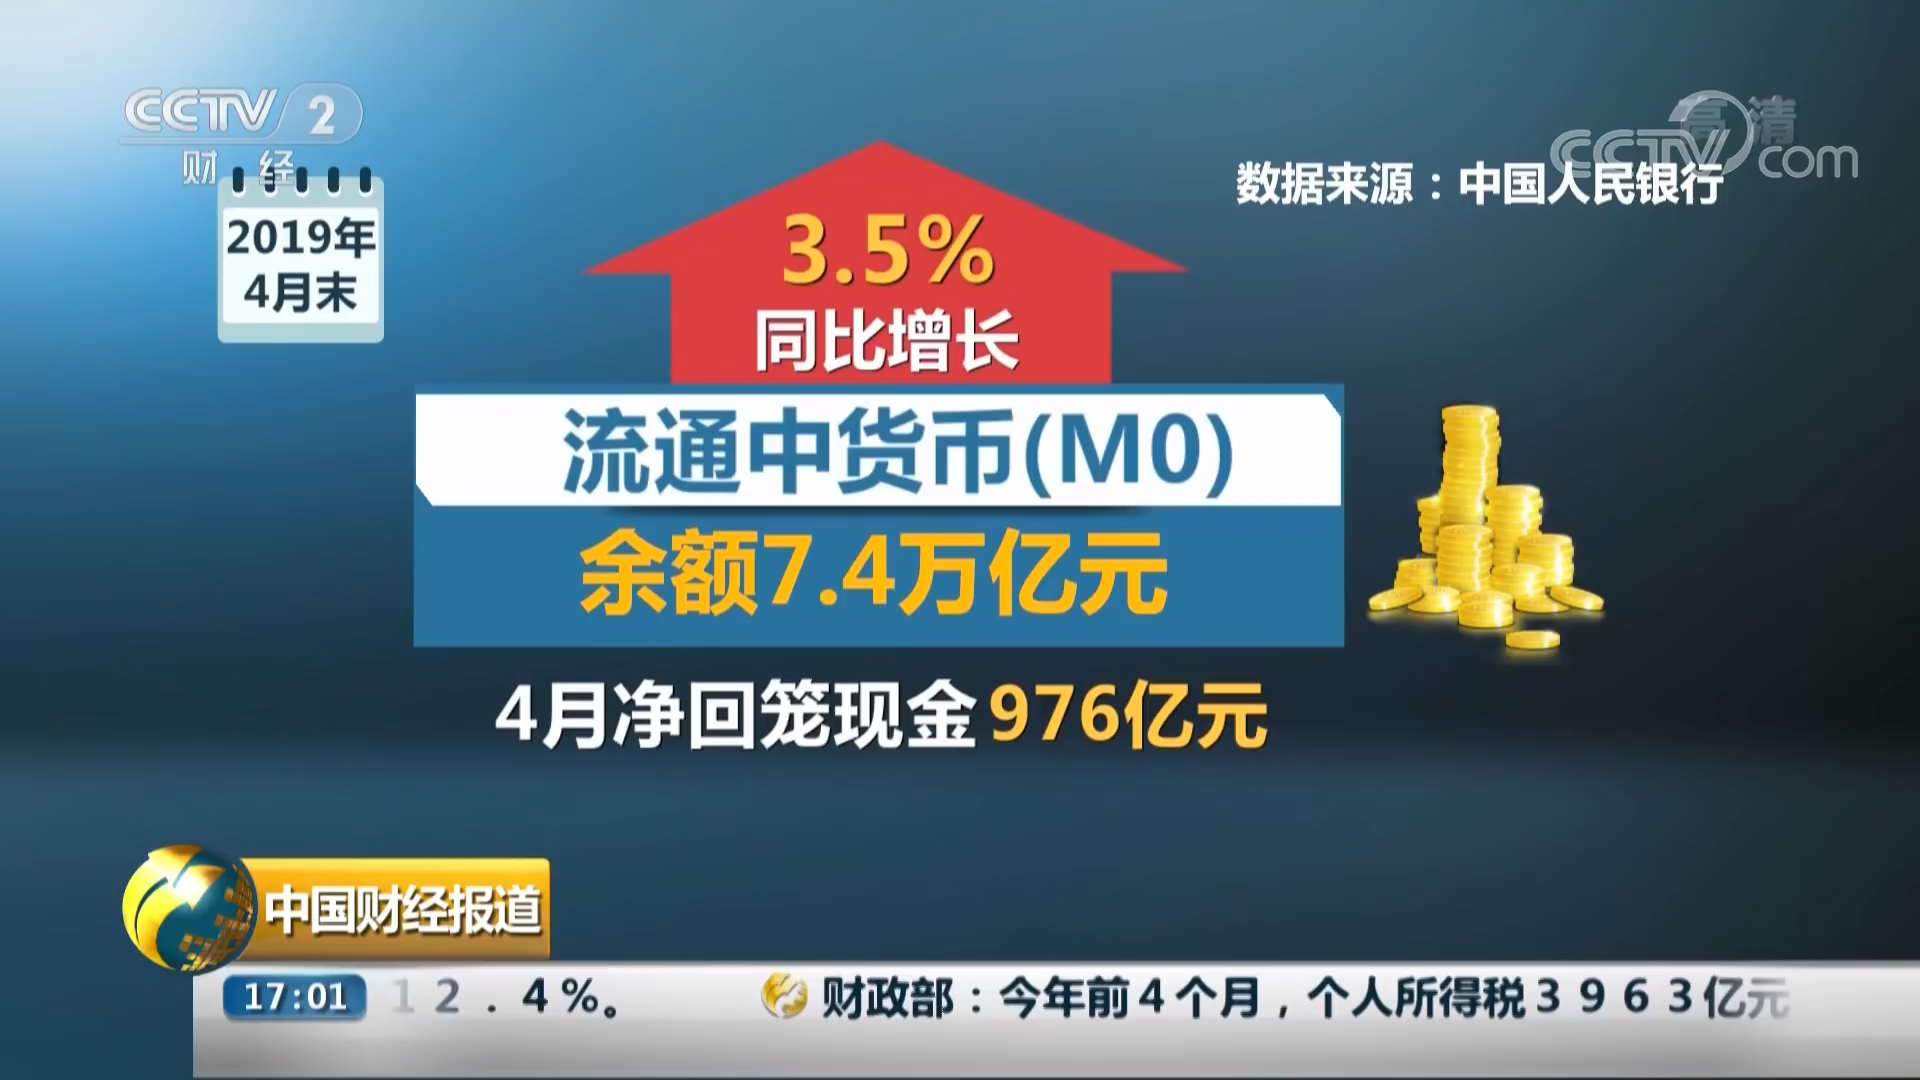 CCTV 2
财 经
高清
CCTV.com
数据来源：中国人民银行
2019年
4月末
3.5%
同比增长
流通中货币(M0)
余额7.4万亿元
4月净回笼现金976亿元
中国财经报道
17:01
12.4%。
财政部：今年前4个月，个人所得税3963亿元